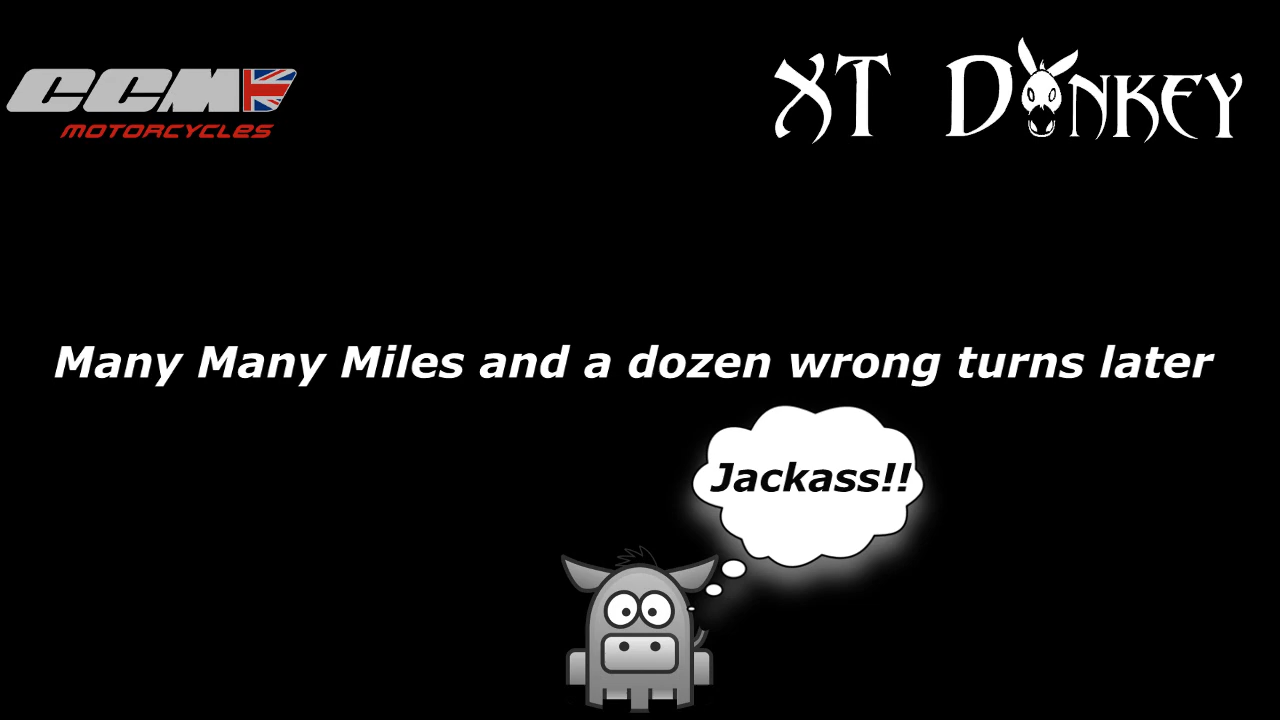 CCM
MOTORCYCLES
XT DONKEY
Many Many Miles and a dozen wrong turns later
Jackass!!